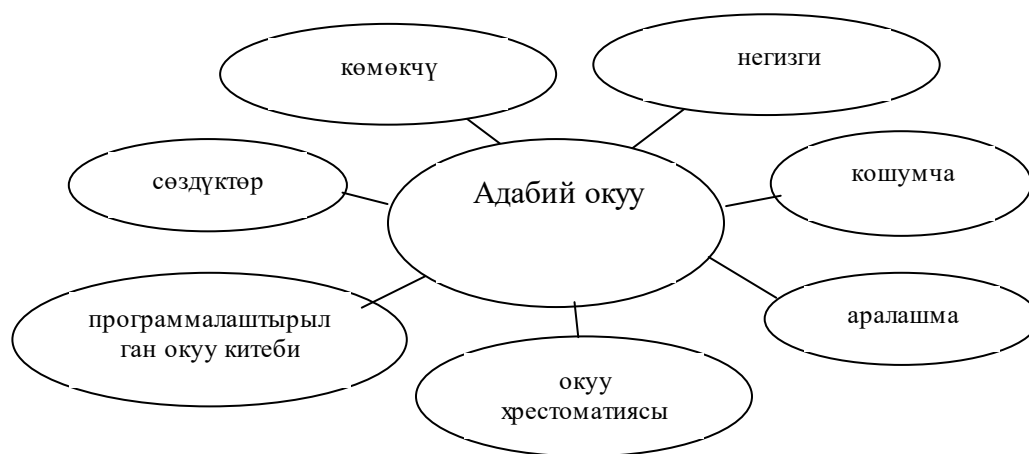 көмөкчү
негизги
сөздүктөр
Адабий окуу
кошумча
программалаштырыл
ган окуу китеби
аралашма
окуу
хрестоматиясы